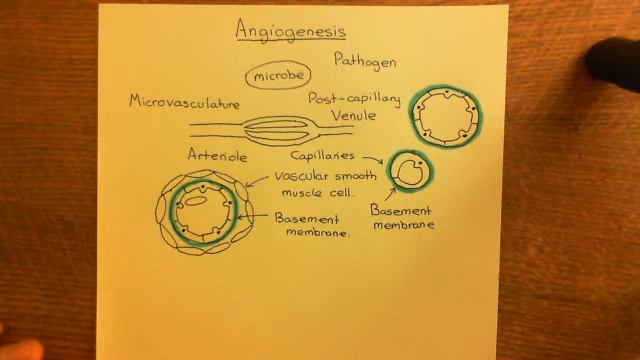 Angiogenesis
Pathogen
microbe
Microvasculature
Post-capillary
Venule
Arteriole
Capillaries
vascular smooth
muscle cell.
Basement
membrane.
Basement
membrane